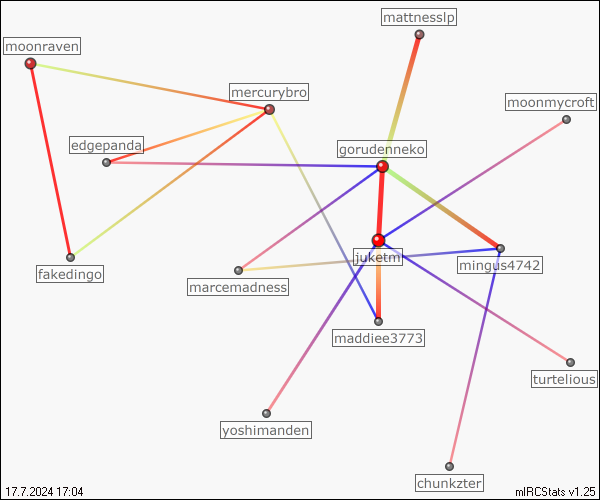 mattnesslp
moonraven
mercurybro
moonmycroft
edgepanda
gorudenneko
juketm
mingus4742
fakedingo
marcemadness
maddiee3773
turtelious
yoshimanden
chunkzter
17.7.2024 17:04
mIRCStats v1.25